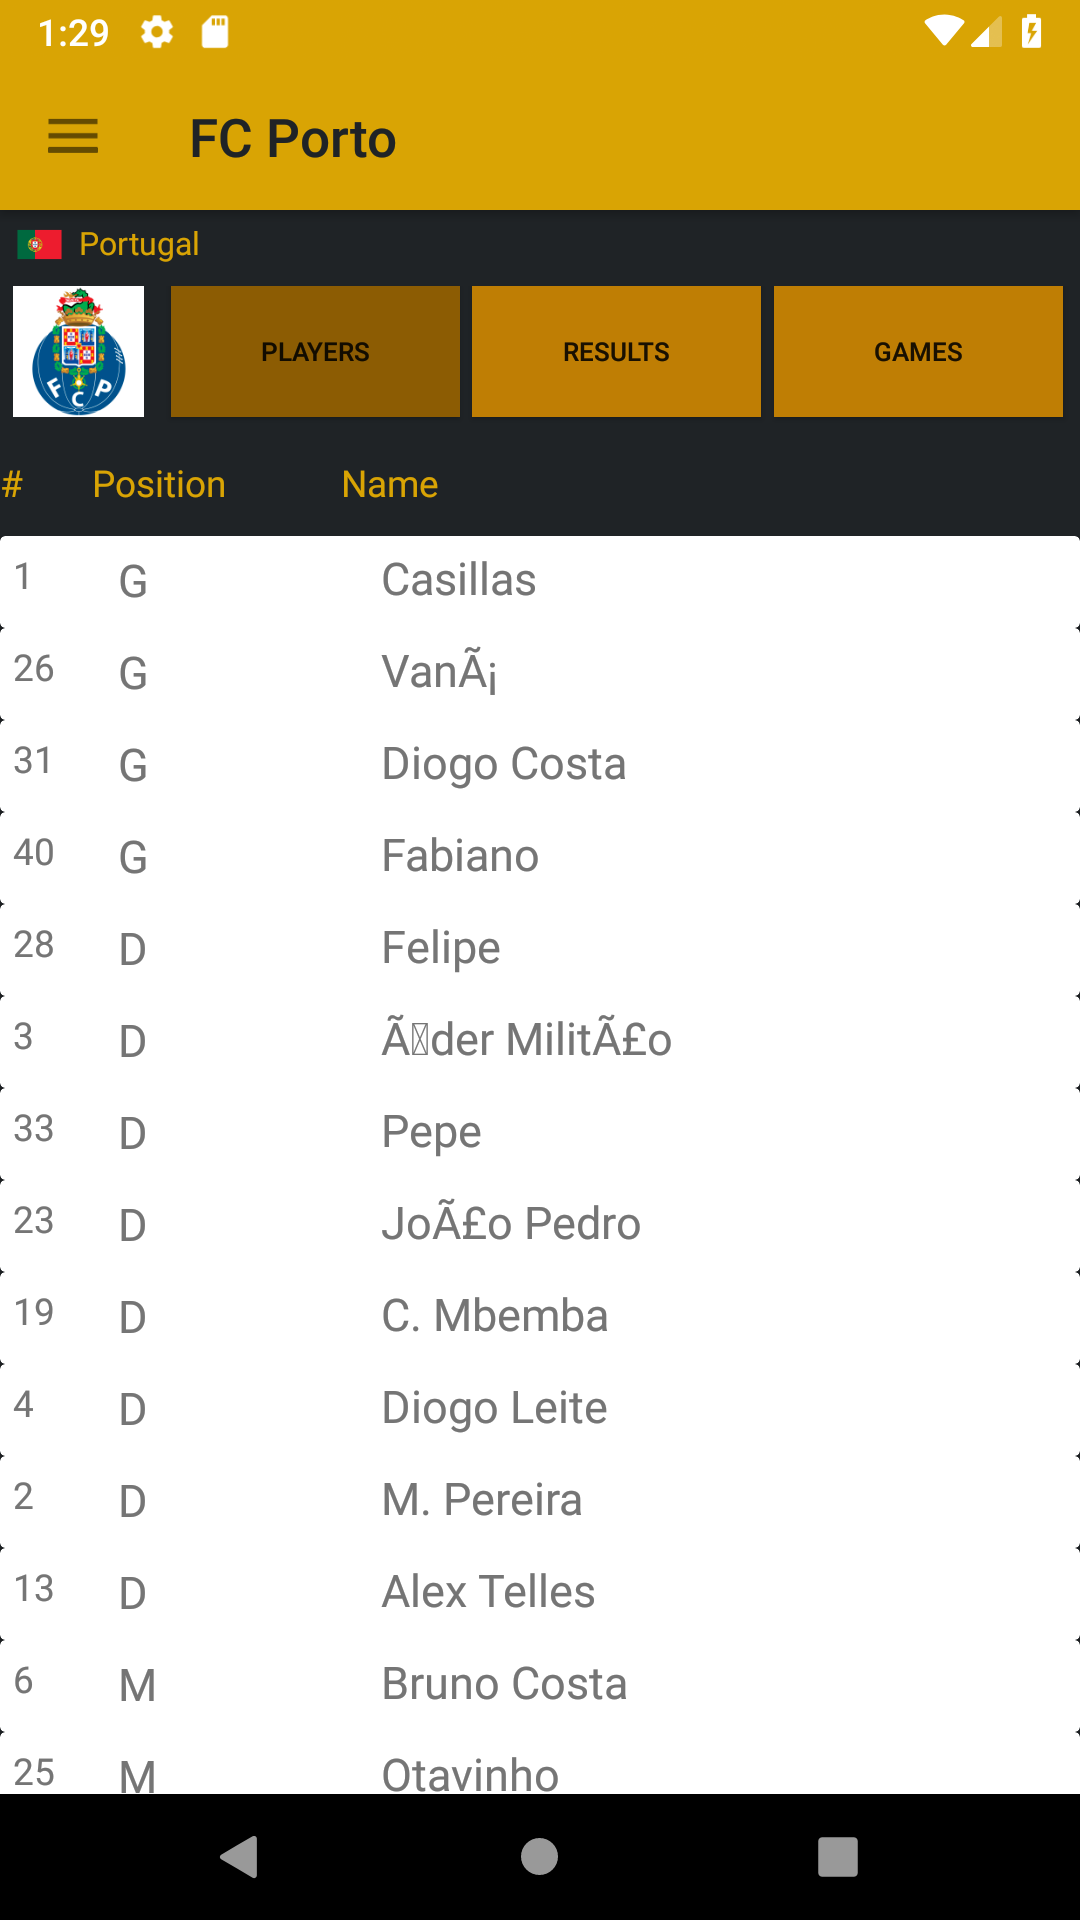 1:29
FC Porto
Portugal
FCP
PLAYERS RESULTS GAMES
# Position Name
1 G Casillas
26 G VanÃ¡
31 G Diogo Costa
40 G Fabiano
28 D Felipe
3 D Ã͏der MilitÃ£o
33 D Pepe
23 D JoÃ£o Pedro
19 D C. Mbemba
4 D Diogo Leite
2 D M. Pereira
13 D Alex Telles
6 M Bruno Costa
25 M Otavinho